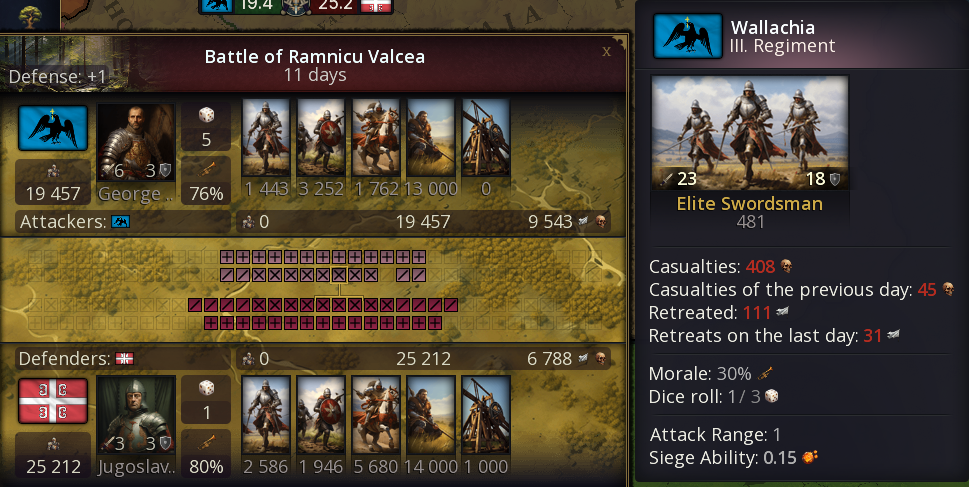 19.4 25.2
Battle of Ramnicu Valcea x
11 days
Defense: +1
5
6 3
19 457 George .. 76%
1 443 3 252 1 762 13 000 0
Attackers: 0 19 457 9 543
Defenders: 0 25 212 6 788
1
3 3
25 212 Jugoslav.. 80%
2 586 1 946 5 680 14 000 1 000
Wallachia
III. Regiment
23 18
Elite Swordsman
481
Casualties: 408
Casualties of the previous day: 45
Retreated: 111
Retreats on the last day: 31
Morale: 30%
Dice roll: 1/ 3
Attack Range: 1
Siege Ability: 0.15